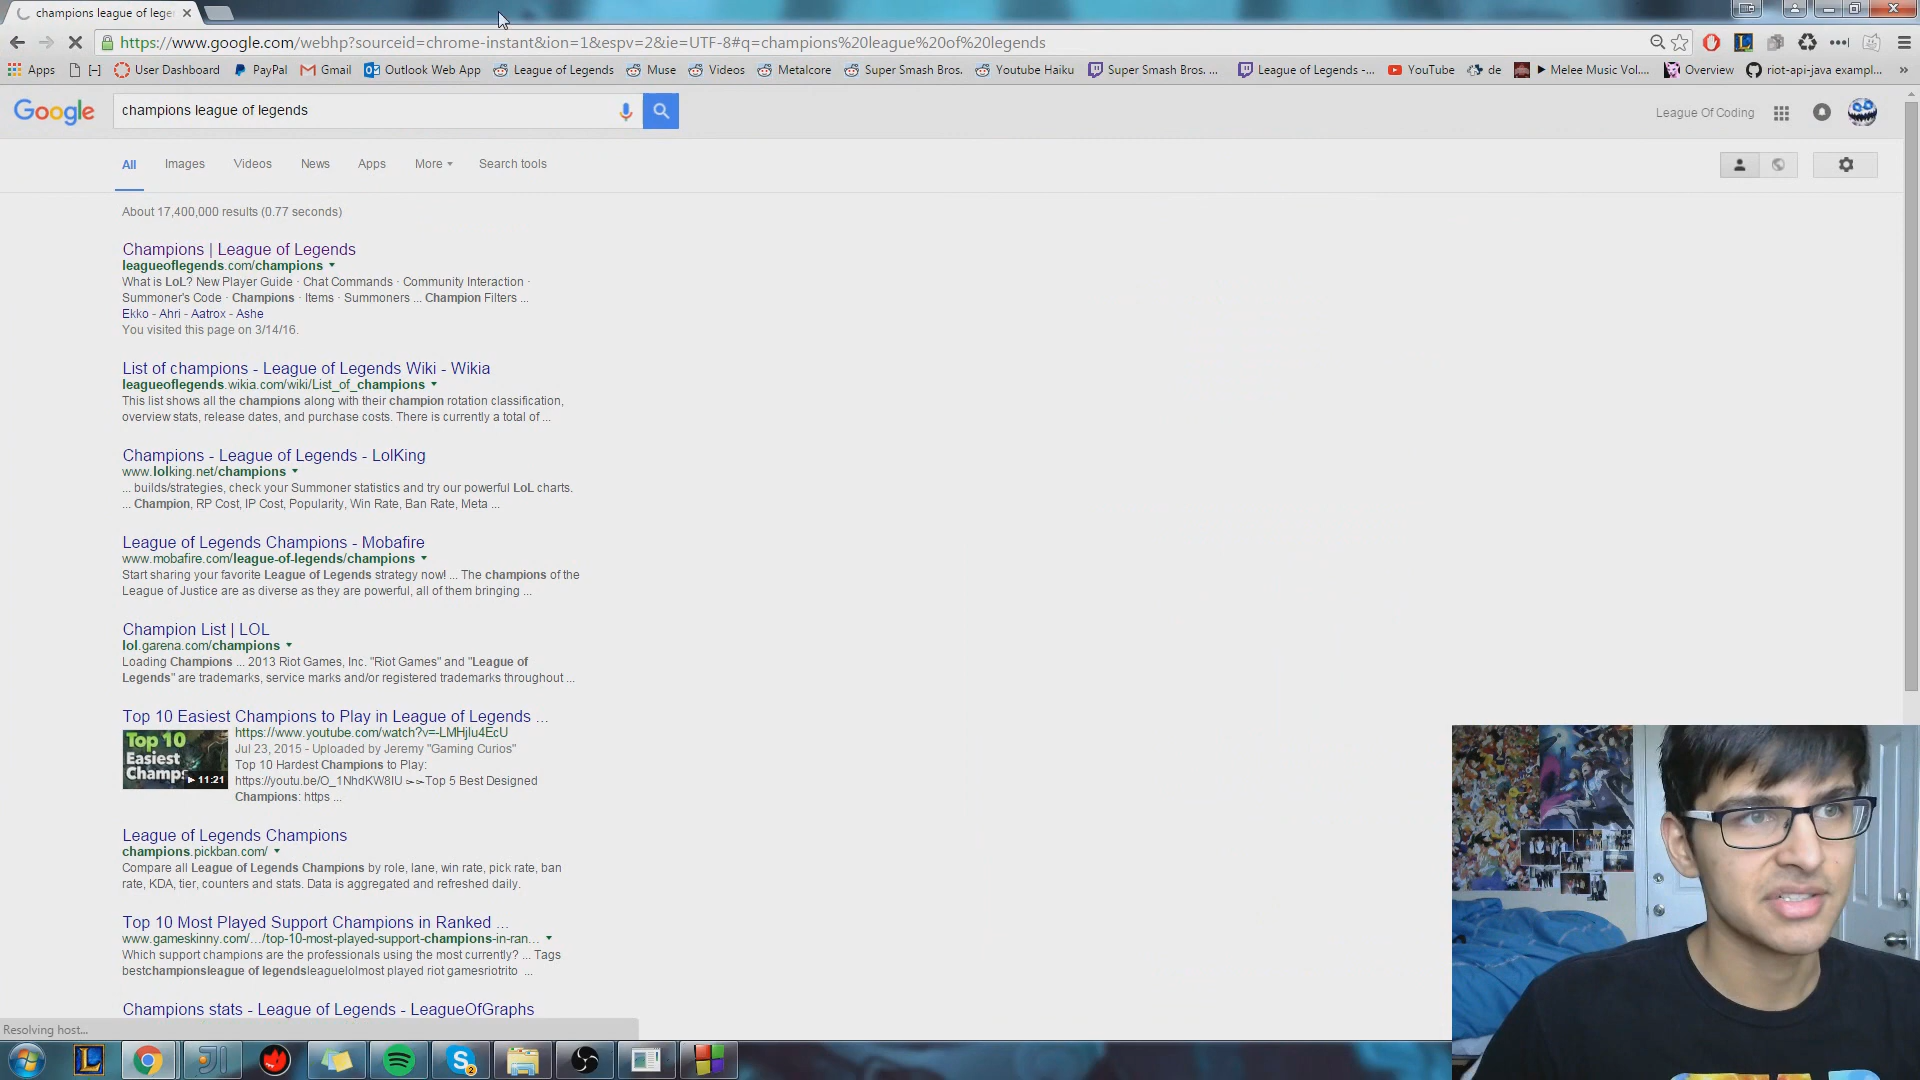 champions league of leger
https://www.google.com/webhp?sourceid=chrome-instant&ion=1&espv=2&ie=UTF-8#q=champions%20league%20of%20legends
Apps [-] User Dashboard PayPal Gmail Outlook Web App League of Legends Muse Videos Metalcore Super Smash Bros. Youtube Haiku Super Smash Bros. ... League of Legends -... YouTube de ► Melee Music Vol.... Overview riot-api-java exampl... »
Google champions league of legends League Of Coding
All Images Videos News Apps More Search tools
About 17,400,000 results (0.77 seconds)
Champions | League of Legends
leagueoflegends.com/champions
What is LoL? New Player Guide · Chat Commands · Community Interaction ·
Summoner's Code · Champions · Items · Summoners ... Champion Filters ...
Ekko - Ahri - Aatrox - Ashe
You visited this page on 3/14/16.
List of champions - League of Legends Wiki - Wikia
leagueoflegends.wikia.com/wiki/List_of_champions
This list shows all the champions along with their champion rotation classification,
overview stats, release dates, and purchase costs. There is currently a total of ...
Champions - League of Legends - LolKing
www.lolking.net/champions
... builds/strategies, check your Summoner statistics and try our powerful LoL charts.
... Champion, RP Cost, IP Cost, Popularity, Win Rate, Ban Rate, Meta ...
League of Legends Champions - Mobafire
www.mobafire.com/league-of-legends/champions
Start sharing your favorite League of Legends strategy now! ... The champions of the
League of Justice are as diverse as they are powerful, all of them bringing ...
Champion List | LOL
lol.garena.com/champions
Loading Champions ... 2013 Riot Games, Inc. "Riot Games" and "League of
Legends" are trademarks, service marks and/or registered trademarks throughout ...
Top 10 Easiest Champions to Play in League of Legends ...
Top 10
Easiest
Champs
11:21
https://www.youtube.com/watch?v=-LMHjIu4EcU
Jul 23, 2015 - Uploaded by Jeremy "Gaming Curios"
Top 10 Hardest Champions to Play:
https://youtu.be/O_1NhdKW8IU ➢➢Top 5 Best Designed
Champions: https ...
League of Legends Champions
champions.pickban.com/
Compare all League of Legends Champions by role, lane, win rate, pick rate, ban
rate, KDA, tier, counters and stats. Data is aggregated and refreshed daily.
Top 10 Most Played Support Champions in Ranked ...
www.gameskinny.com/.../top-10-most-played-support-champions-in-ran...
Which support champions are the professionals using the most currently? ... Tags
bestchampionsleague of legendsleaguelolmost played riot gamesriotrito ...
Champions stats - League of Legends - LeagueOfGraphs
Resolving host...
L S 2